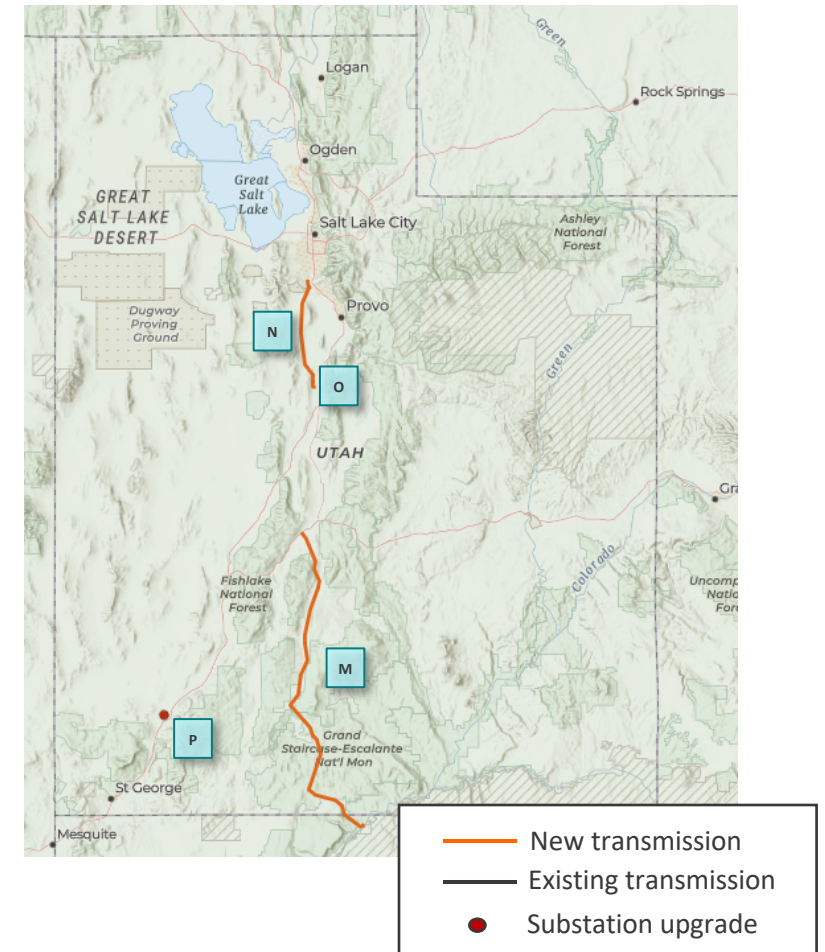 Green
Logan
Rock Springs
Ogden
Great
Salt
Lake
GREAT
SALT LAKE
DESERT
Salt Lake City
Ashley
National
Forest
Dugway
Proving
Ground
Provo
N
Green
O
UTAH
Gra
Colorado
Fishlake
National
Forest
Uncomp
Natio
For
M
P
Grand
Staircase-Escalante
Nat'l Mon
St George
Mesquite
New transmission
Existing transmission
Substation upgrade